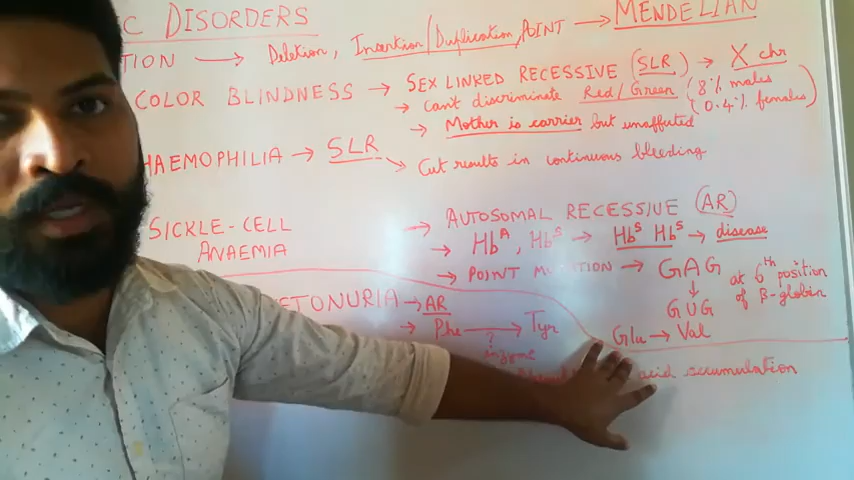 C DISORDERS
TION → Deletion, Insertion/Duplication, POINT → MENDELIAN
COLOR BLINDNESS → SEX LINKED RECESSIVE (SLR) → X chr
→ Can't discriminate Red/Green (8% males
(0.4% females)
→ Mother is carrier but unaffected
HAEMOPHILIA → SLR
→ Cut results in continuous bleeding
SICKLE-CELL
ANAEMIA
→ AUTOSOMAL RECESSIVE (AR)
→ Hb^A, Hb^S → Hb^S Hb^S → disease
→ POINT MUTATION → GAG at 6th position
↓ of β-globin
GUG
Glu → Val
ETONURIA → AR
→ Phe → Tyr
?
acid accumulation